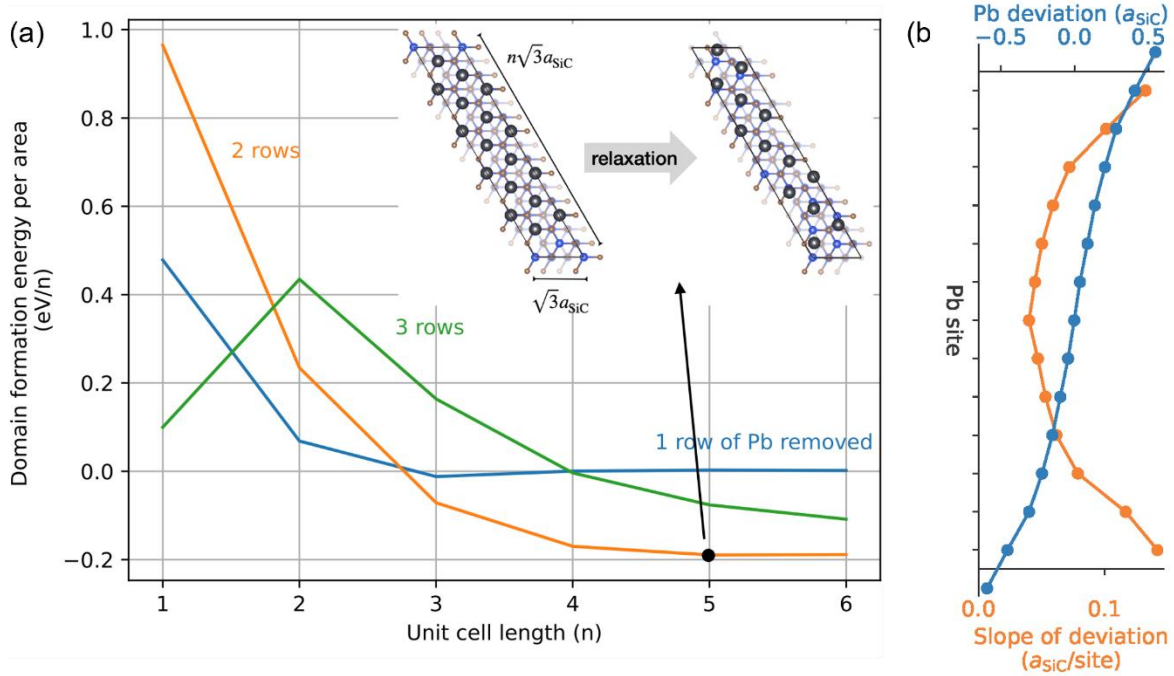 (a)
1.0
0.8
0.6
0.4
0.2
0.0
−0.2
Domain formation energy per area
(eV/n)
2 rows
3 rows
1 row of Pb removed
n√3a_SiC
relaxation
√3a_SiC
1 2 3 4 5 6
Unit cell length (n)
(b)
Pb deviation (a_SiC)
−0.5 0.0 0.5
Pb site
0.0 0.1
Slope of deviation
(a_SiC/site)